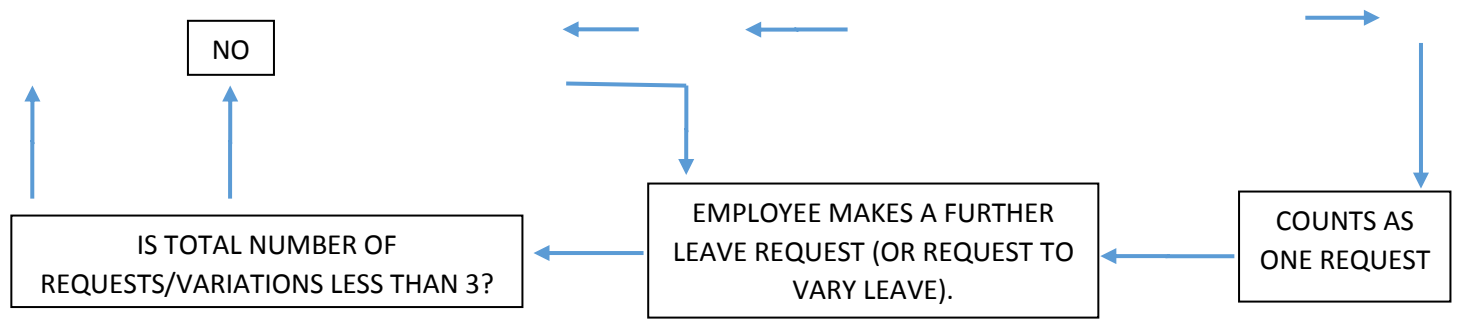 NO
IS TOTAL NUMBER OF
REQUESTS/VARIATIONS LESS THAN 3?
EMPLOYEE MAKES A FURTHER
LEAVE REQUEST (OR REQUEST TO
VARY LEAVE).
COUNTS AS
ONE REQUEST